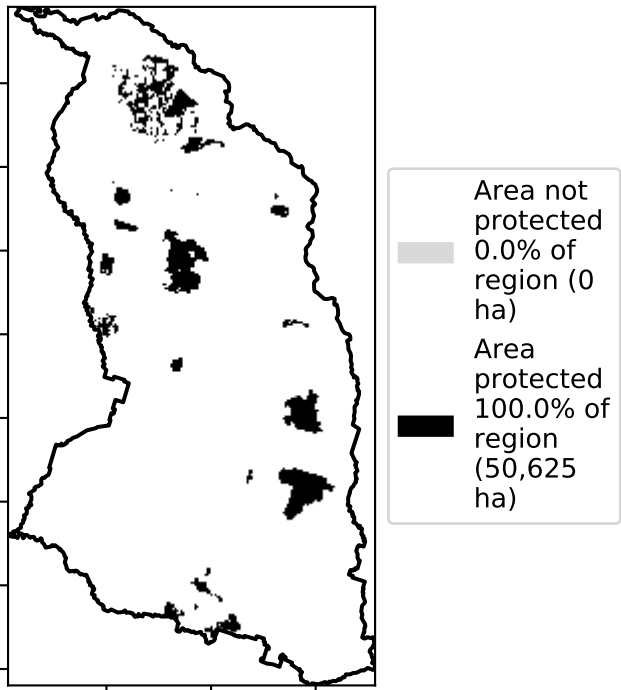 Area not
protected
0.0% of
region (0
ha)
Area
protected
100.0% of
region
(50,625
ha)